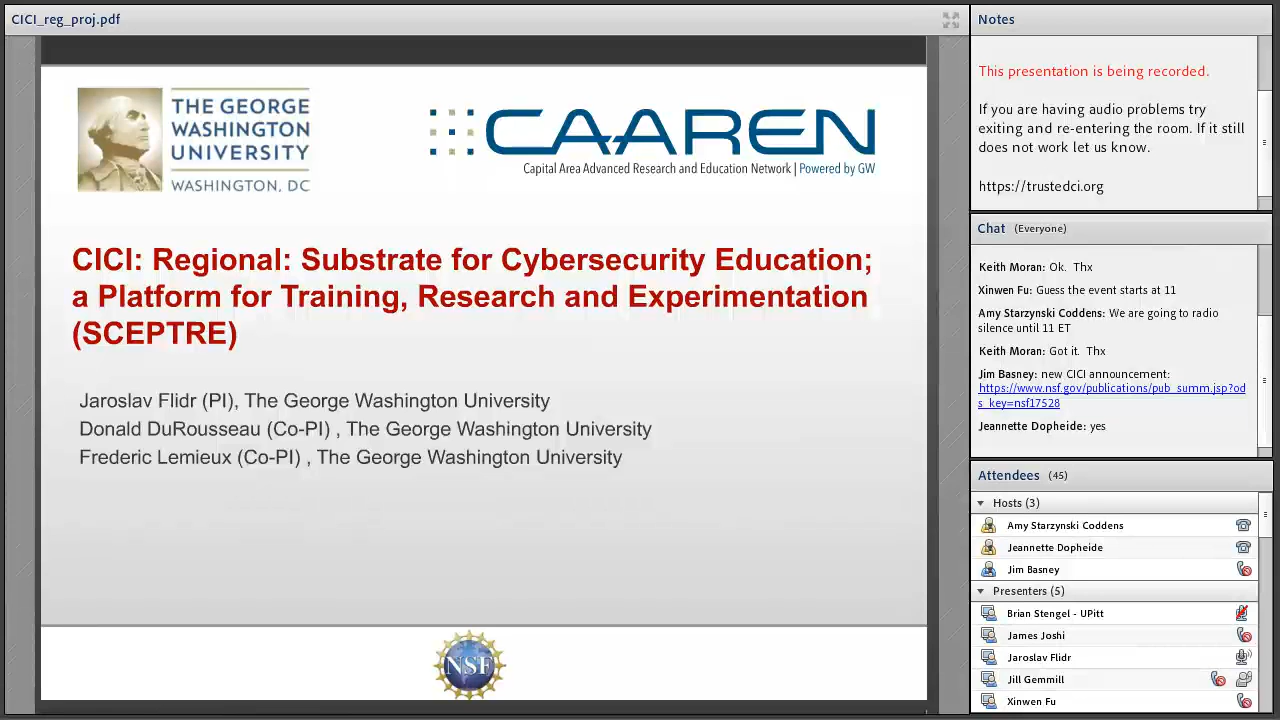 CICI_reg_proj.pdf
THE GEORGE
WASHINGTON
UNIVERSITY
WASHINGTON, DC
CAAREN
Capital Area Advanced Research and Education Network | Powered by GW
CICI: Regional: Substrate for Cybersecurity Education;
a Platform for Training, Research and Experimentation
(SCEPTRE)
Jaroslav Flidr (PI), The George Washington University
Donald DuRousseau (Co-PI) , The George Washington University
Frederic Lemieux (Co-PI) , The George Washington University
NSF
Notes
This presentation is being recorded.
If you are having audio problems try
exiting and re-entering the room. If it still
does not work let us know.
https://trustedci.org
Chat (Everyone)
Keith Moran: Ok. Thx
Xinwen Fu: Guess the event starts at 11
Amy Starzynski Coddens: We are going to radio
silence until 11 ET
Keith Moran: Got it. Thx
Jim Basney: new CICI announcement:
https://www.nsf.gov/publications/pub_summ.jsp?od
s_key=nsf17528
Jeannette Dopheide: yes
Attendees (45)
Hosts (3)
Amy Starzynski Coddens
Jeannette Dopheide
Jim Basney
Presenters (5)
Brian Stengel - UPitt
James Joshi
Jaroslav Flidr
Jill Gemmill
Xinwen Fu